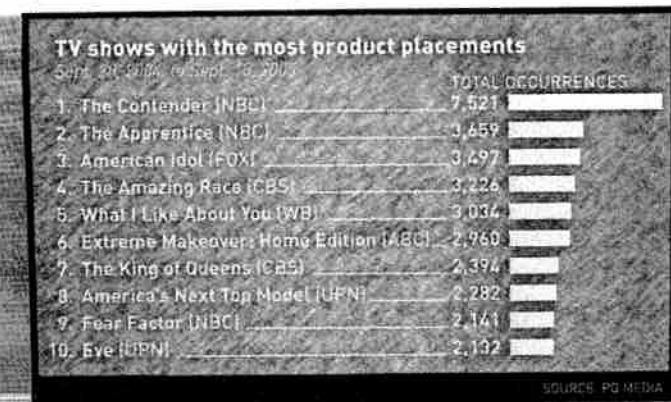 TV shows with the most product placements
Sept. to Sept.
TOTAL OCCURRENCES
1. The Contender (NBC) 7,521
2. The Apprentice (NBC) 3,659
3. American Idol (FOX) 3,497
4. The Amazing Race (CBS) 3,226
5. What I Like About You (WB) 3,034
6. Extreme Makeover: Home Edition (ABC) 2,960
7. The King of Queens (CBS) 2,394
8. America's Next Top Model (UPN) 2,282
9. Fear Factor (NBC) 2,141
10. Eve (UPN) 2,132
SOURCE: PQ MEDIA